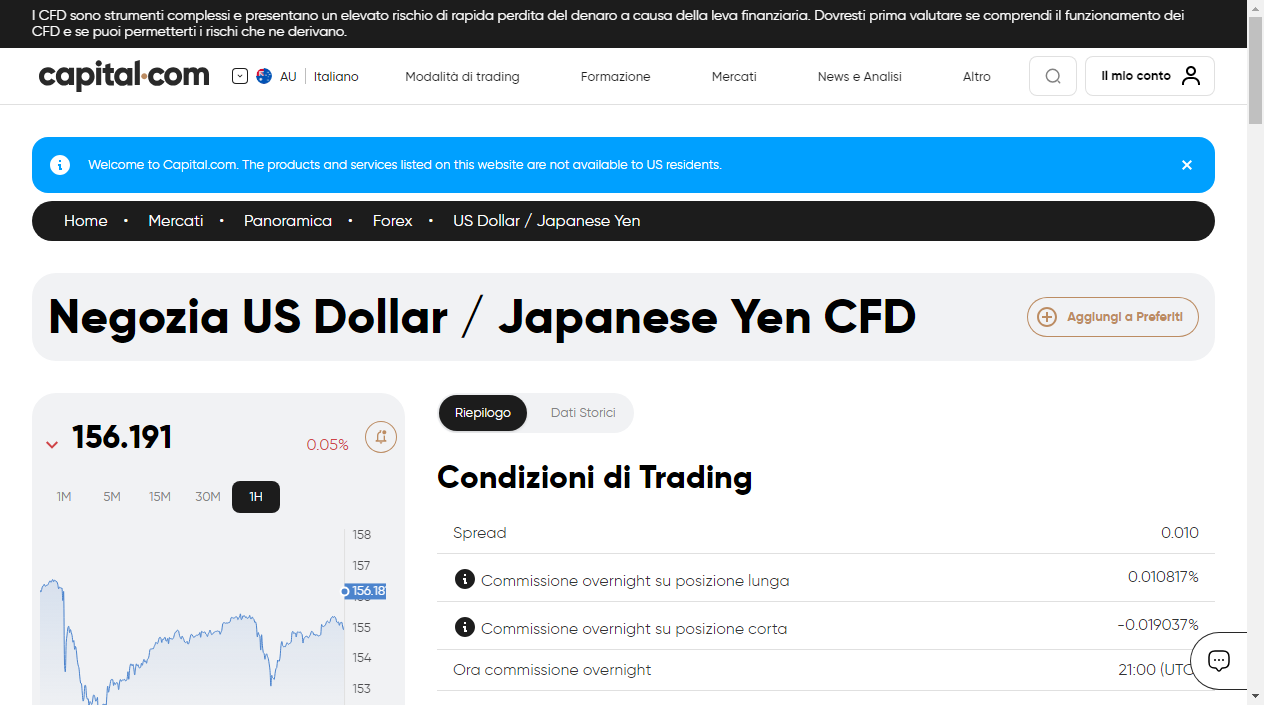 I CFD sono strumenti complessi e presentano un elevato rischio di rapida perdita del denaro a causa della leva finanziaria. Dovresti prima valutare se comprendi il funzionamento dei
CFD e se puoi permetterti i rischi che ne derivano.
capital.com
AU Italiano
Modalità di trading
Formazione
Mercati
News e Analisi
Altro
Il mio conto
Welcome to Capital.com. The products and services listed on this website are not available to US residents.
Home • Mercati • Panoramica • Forex • US Dollar / Japanese Yen
Negozia US Dollar / Japanese Yen CFD
Aggiungi a Preferiti
156.191
0.05%
1M 5M 15M 30M 1H
158
157
156.18
155
154
153
Riepilogo
Dati Storici
Condizioni di Trading
Spread 0.010
Commissione overnight su posizione lunga 0.010817%
Commissione overnight su posizione corta -0.019037%
Ora commissione overnight 21:00 (UTC